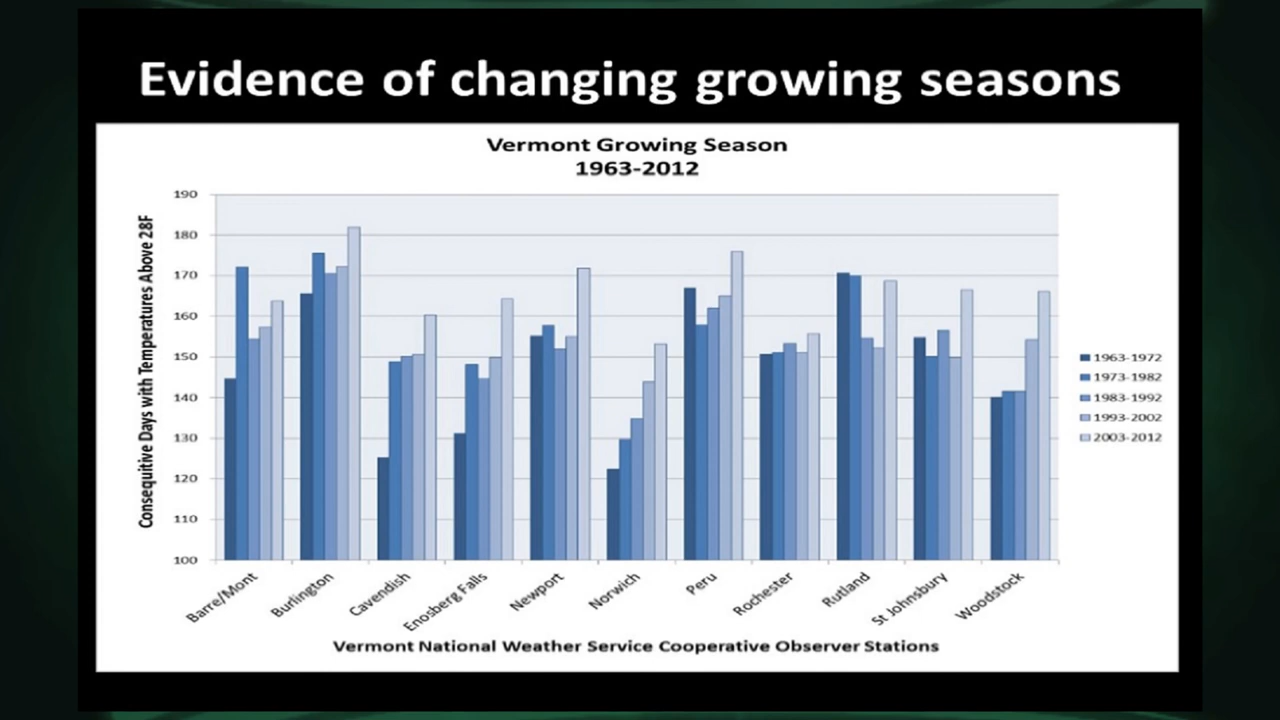 Evidence of changing growing seasons
Vermont Growing Season
1963-2012
Consequitive Days with Temperatures Above 28F
190
180
170
160
150
140
130
120
110
100
Barre/Mont
Burlington
Cavendish
Enosberg Falls
Newport
Norwich
Peru
Rochester
Rutland
St Johnsbury
Woodstock
Vermont National Weather Service Cooperative Observer Stations
1963-1972
1973-1982
1983-1992
1993-2002
2003-2012